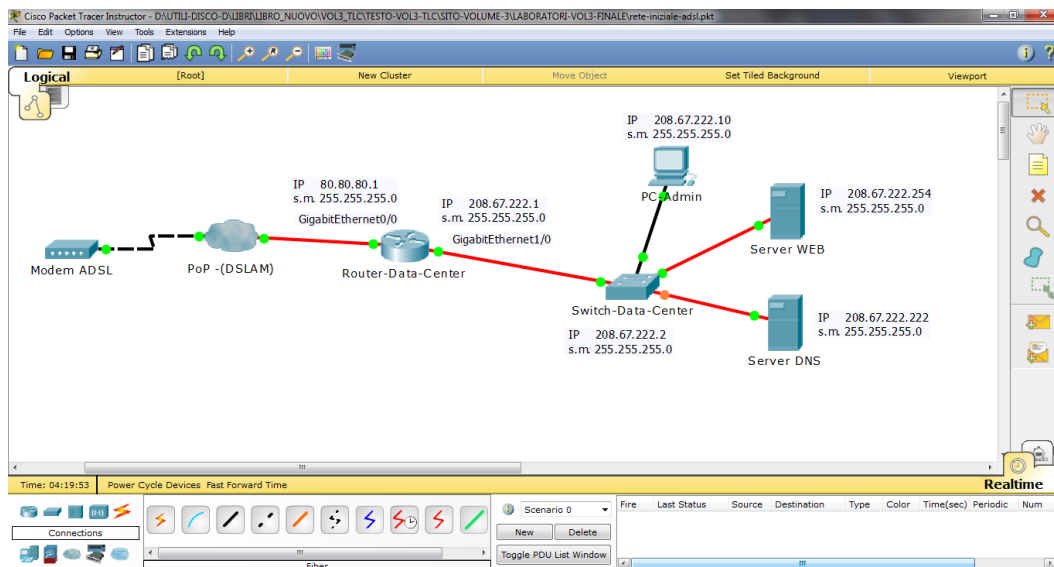 Cisco Packet Tracer Instructor - D:\UTILI-DISCO-D\LIBRI\LIBRO_NUOVO\VOL3_TLC\TESTO-VOL3-TLC\SITO-VOLUME-3\LABORATORI-VOL3-FINALE\rete-iniziale-adsl.pkt
File Edit Options View Tools Extensions Help
Logical [Root] New Cluster Move Object Set Tiled Background Viewport
IP 208.67.222.10
s.m. 255.255.255.0
PC-Admin
IP 80.80.80.1
s.m. 255.255.255.0
GigabitEthernet0/0
IP 208.67.222.1
s.m. 255.255.255.0
GigabitEthernet1/0
IP 208.67.222.254
s.m. 255.255.255.0
Server WEB
Modem ADSL
PoP -(DSLAM)
Router-Data-Center
Switch-Data-Center
IP 208.67.222.2
s.m. 255.255.255.0
IP 208.67.222.222
s.m. 255.255.255.0
Server DNS
Time: 04:19:53 Power Cycle Devices Fast Forward Time Realtime
Connections
Fiber
Scenario 0
New Delete
Toggle PDU List Window
Fire Last Status Source Destination Type Color Time(sec) Periodic Num